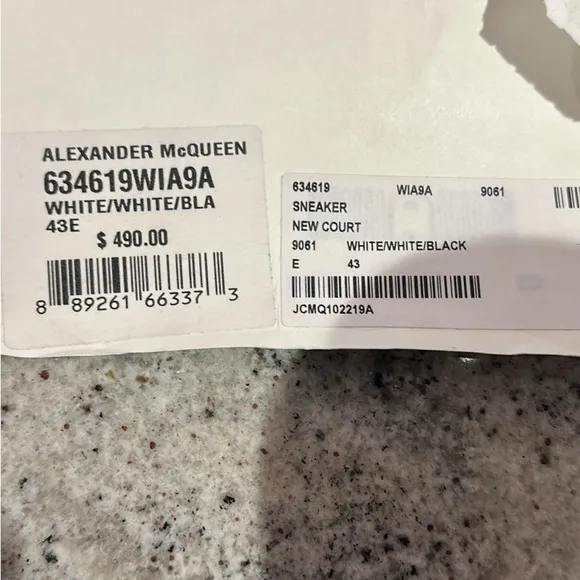 ALEXANDER McQUEEN
634619WIA9A
WHITE/WHITE/BLA
43E
$ 490.00
8 89261 66337 3
634619 WIA9A 9061
SNEAKER
NEW COURT
9061 WHITE/WHITE/BLACK
E 43
JCMQ102219A